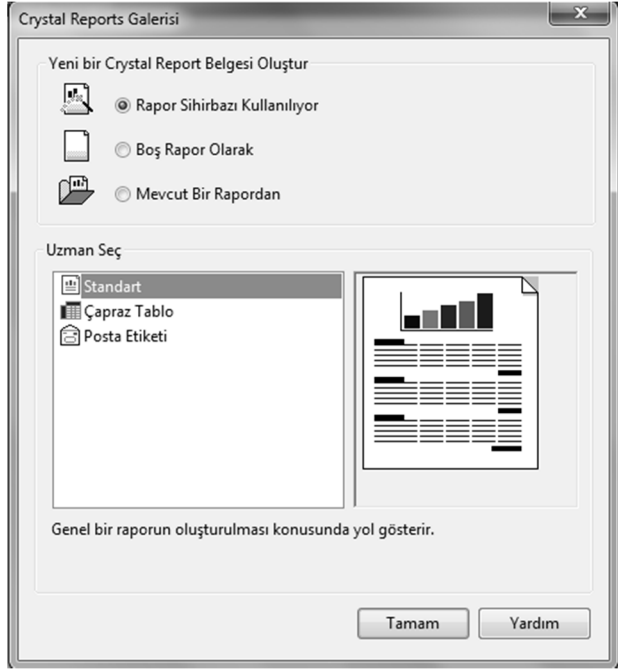 Crystal Reports Galerisi
Yeni bir Crystal Report Belgesi Oluştur
Rapor Sihirbazı Kullanılıyor
Boş Rapor Olarak
Mevcut Bir Rapordan
Uzman Seç
Standart
Çapraz Tablo
Posta Etiketi
Genel bir raporun oluşturulması konusunda yol gösterir.
Tamam
Yardım